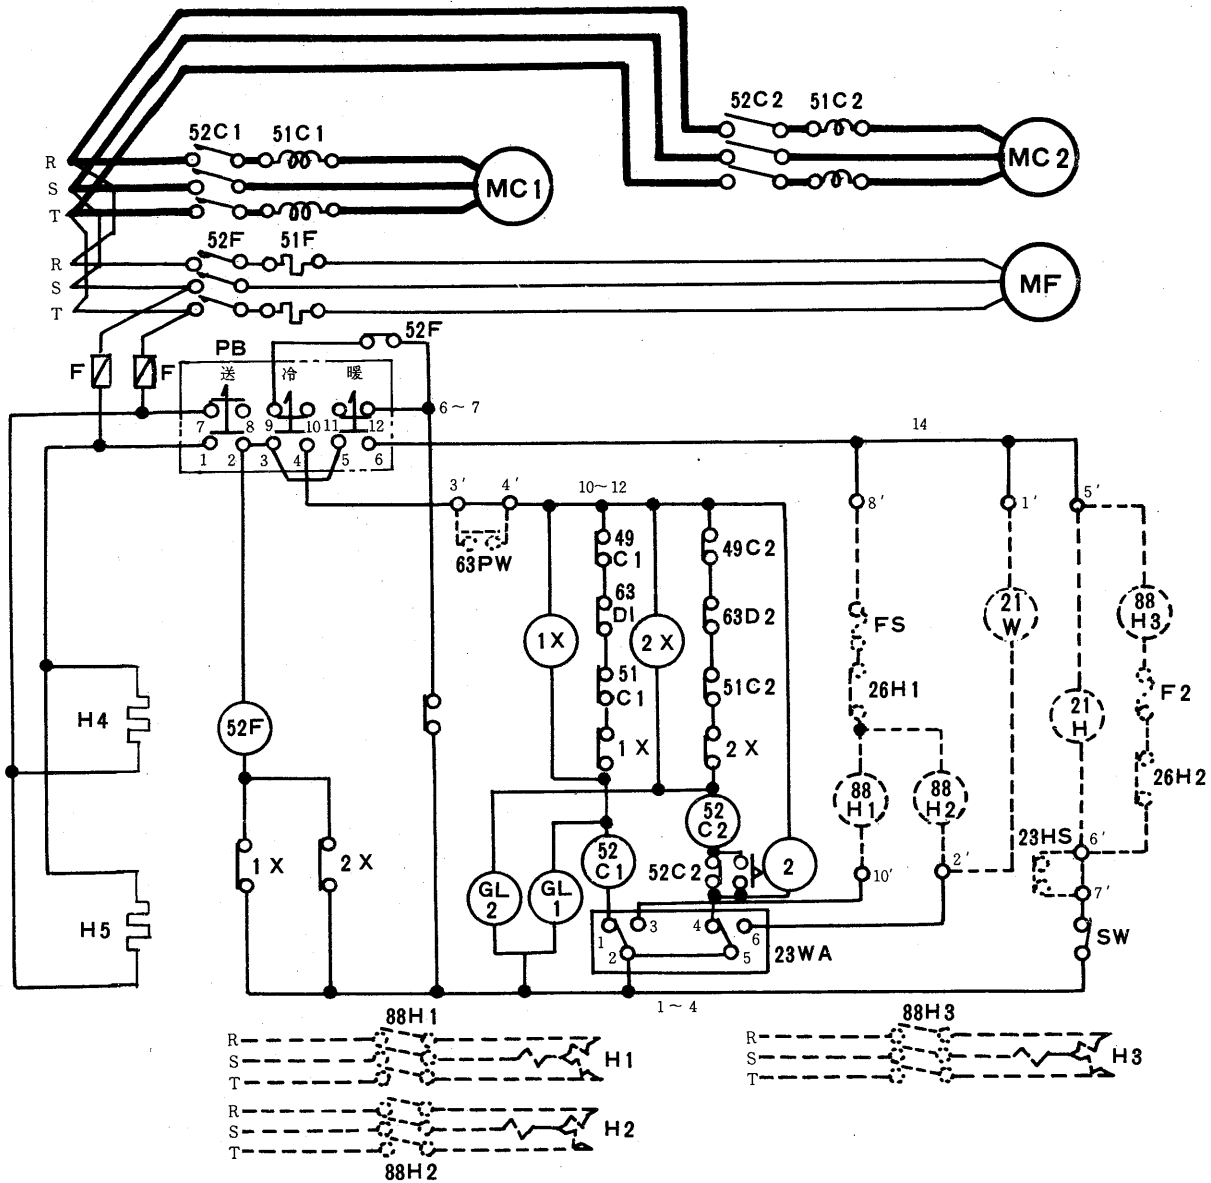 52C2 51C2
52C1 51C1
R
S
T
MC1
MC2
52F 51F
R
S
T
MF
F F
PB
52F
送 冷 暖
7 8 9 10 11 12
6～7
1 2 3 4 5 6
14
3' 4'
10～12
8'
1'
5'
63PW
49
C1
49C2
63
D1
63D2
1X
2X
51
C1
51C2
1X
2X
FS
26H1
21
W
88
H3
F2
21
H
26H2
H4
52F
88
H1
88
H2
52
C2
52
C1
52C2
2
23HS
6'
7'
1X
2X
GL
2
GL
1
10'
2'
H5
1 3 4 6
2 5
23WA
SW
1～4
88H1
R
S
T
H1
R
S
T
H2
88H2
88H3
R
S
T
H3